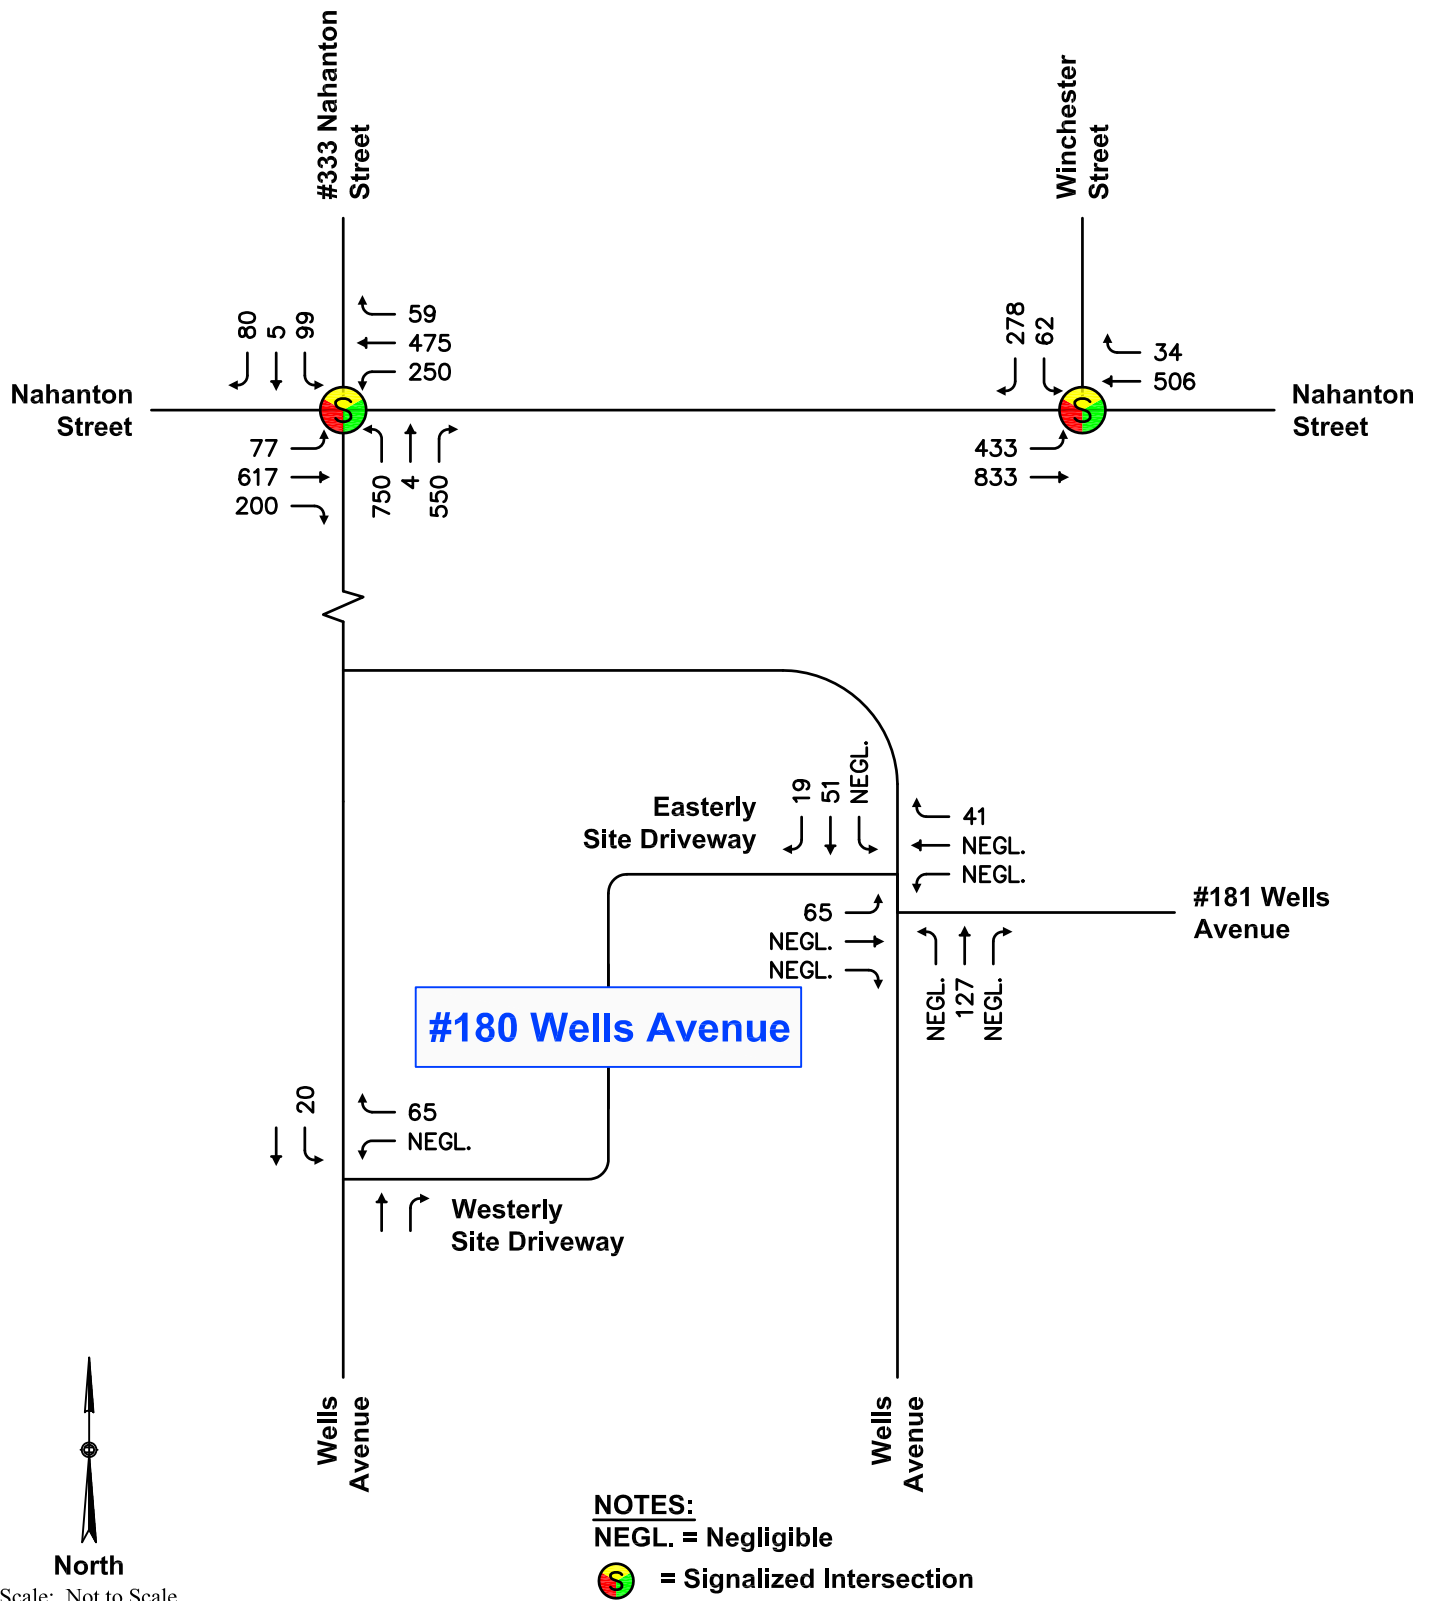 #333 Nahanton
Street
Winchester
Street
80
5
99
59
475
250
278
62
34
506
Nahanton
Street
Nahanton
Street
77
617
200
750
4
550
433
833
19
51
NEGL.
Easterly
Site Driveway
41
NEGL.
NEGL.
65
NEGL.
NEGL.
#181 Wells
Avenue
NEGL.
127
NEGL.
#180 Wells Avenue
20
65
NEGL.
Westerly
Site Driveway
Wells
Avenue
Wells
Avenue
NOTES:
NEGL. = Negligible
S = Signalized Intersection
North
Scale: Not to Scale
S
S